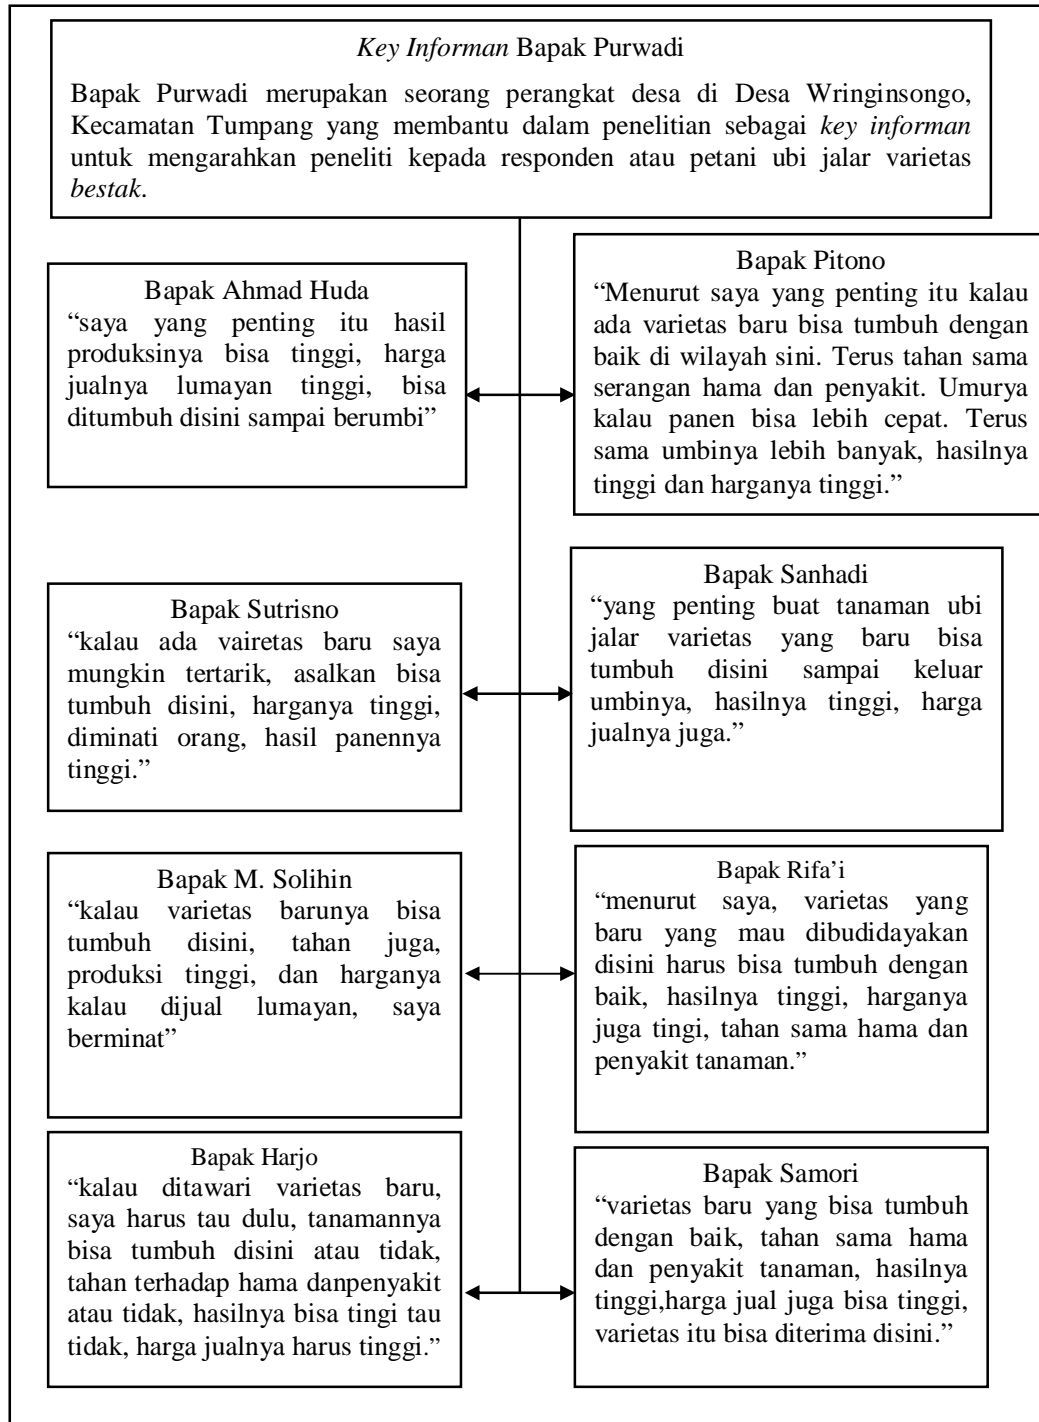 Key Informan Bapak Purwadi
Bapak Purwadi merupakan seorang perangkat desa di Desa Wringinsongo,
Kecamatan Tumpang yang membantu dalam penelitian sebagai key informan
untuk mengarahkan peneliti kepada responden atau petani ubi jalar varietas
bestak.
Bapak Ahmad Huda
“saya yang penting itu hasil
produksinya bisa tinggi, harga
jualnya lumayan tinggi, bisa
ditumbuh disini sampai berumbi”
Bapak Pitono
“Menurut saya yang penting itu kalau
ada varietas baru bisa tumbuh dengan
baik di wilayah sini. Terus tahan sama
serangan hama dan penyakit. Umurya
kalau panen bisa lebih cepat. Terus
sama umbinya lebih banyak, hasilnya
tinggi dan harganya tinggi.”
Bapak Sutrisno
“kalau ada vairetas baru saya
mungkin tertarik, asalkan bisa
tumbuh disini, harganya tinggi,
diminati orang, hasil panennya
tinggi.”
Bapak Sanhadi
“yang penting buat tanaman ubi
jalar varietas yang baru bisa
tumbuh disini sampai keluar
umbinya, hasilnya tinggi, harga
jualnya juga.”
Bapak M. Solihin
“kalau varietas barunya bisa
tumbuh disini, tahan juga,
produksi tinggi, dan harganya
kalau dijual lumayan, saya
berminat”
Bapak Rifa’i
“menurut saya, varietas yang
baru yang mau dibudidayakan
disini harus bisa tumbuh dengan
baik, hasilnya tinggi, harganya
juga tingi, tahan sama hama dan
penyakit tanaman.”
Bapak Harjo
“kalau ditawari varietas baru,
saya harus tau dulu, tanamannya
bisa tumbuh disini atau tidak,
tahan terhadap hama danpenyakit
atau tidak, hasilnya bisa tingi tau
tidak, harga jualnya harus tinggi.”
Bapak Samori
“varietas baru yang bisa tumbuh
dengan baik, tahan sama hama
dan penyakit tanaman, hasilnya
tinggi,harga jual juga bisa tinggi,
varietas itu bisa diterima disini.”